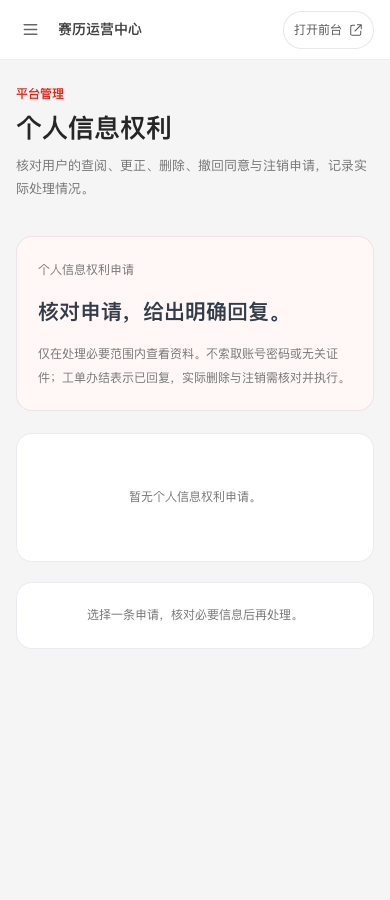 赛历运营中心
打开前台
平台管理
个人信息权利
核对用户的查阅、更正、删除、撤回同意与注销申请，记录实
际处理情况。
个人信息权利申请
核对申请，给出明确回复。
仅在处理必要范围内查看资料。不索取账号密码或无关证
件；工单办结表示已回复，实际删除与注销需核对并执行。
暂无个人信息权利申请。
选择一条申请，核对必要信息后再处理。